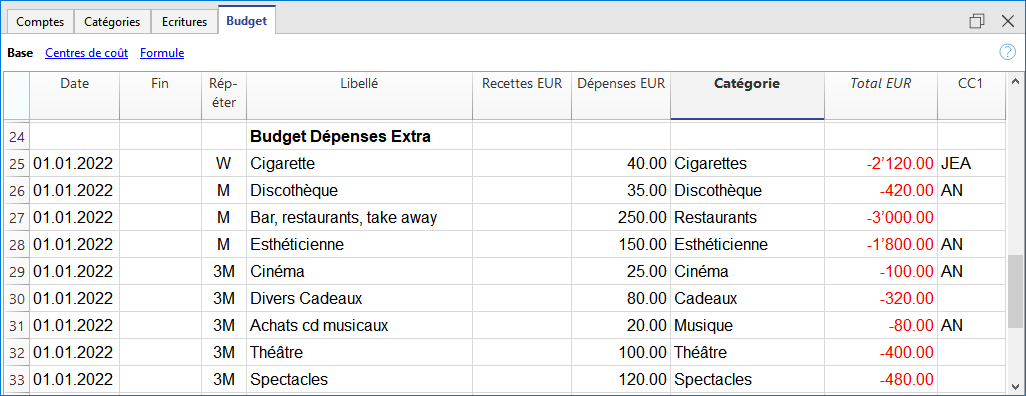 Comptes Catégories Ecritures Budget
Base Centres de coût Formule
Date Fin Rép-éter Libellé Recettes EUR Dépenses EUR Catégorie Total EUR CC1
24 Budget Dépenses Extra
25 01.01.2022 W Cigarette 40.00 Cigarettes -2’120.00 JEA
26 01.01.2022 M Discothèque 35.00 Discothèque -420.00 AN
27 01.01.2022 M Bar, restaurants, take away 250.00 Restaurants -3’000.00
28 01.01.2022 M Esthéticienne 150.00 Esthéticienne -1’800.00 AN
29 01.01.2022 3M Cinéma 25.00 Cinéma -100.00 AN
30 01.01.2022 3M Divers Cadeaux 80.00 Cadeaux -320.00
31 01.01.2022 3M Achats cd musicaux 20.00 Musique -80.00 AN
32 01.01.2022 3M Théâtre 100.00 Théâtre -400.00
33 01.01.2022 3M Spectacles 120.00 Spectacles -480.00